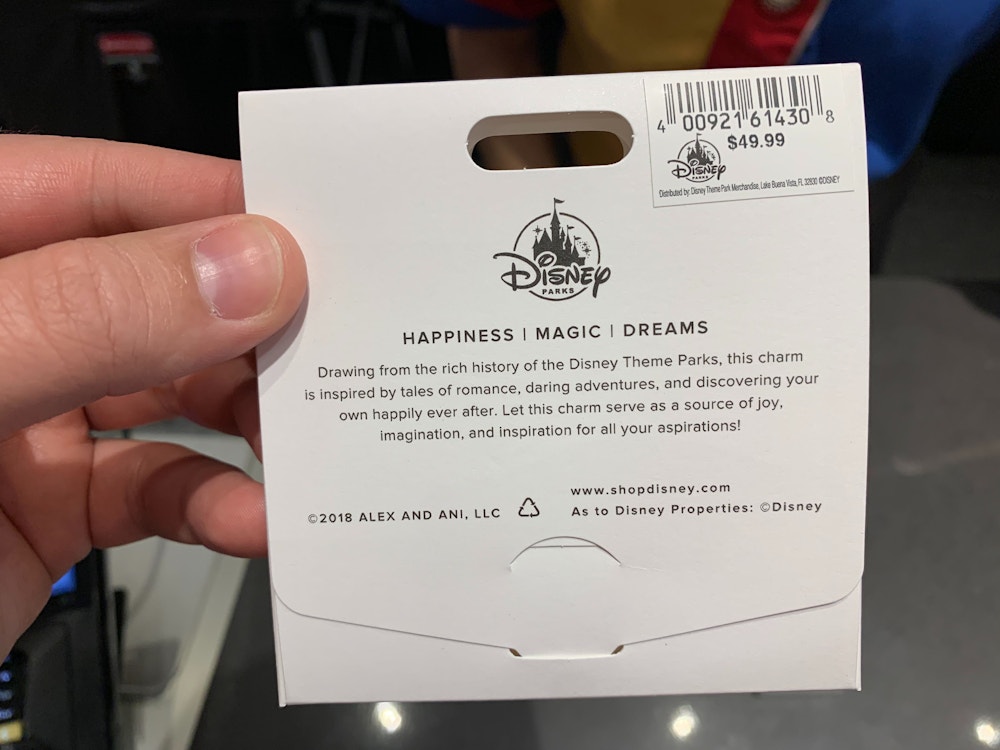 4 00921 61430 8
$49.99
Disney
PARKS
Distributed by: Disney Theme Park Merchandise, Lake Buena Vista, FL 32830 ©DISNEY
Disney
PARKS
HAPPINESS | MAGIC | DREAMS
Drawing from the rich history of the Disney Theme Parks, this charm
is inspired by tales of romance, daring adventures, and discovering your
own happily ever after. Let this charm serve as a source of joy,
imagination, and inspiration for all your aspirations!
www.shopdisney.com
©2018 ALEX AND ANI, LLC
As to Disney Properties: ©Disney